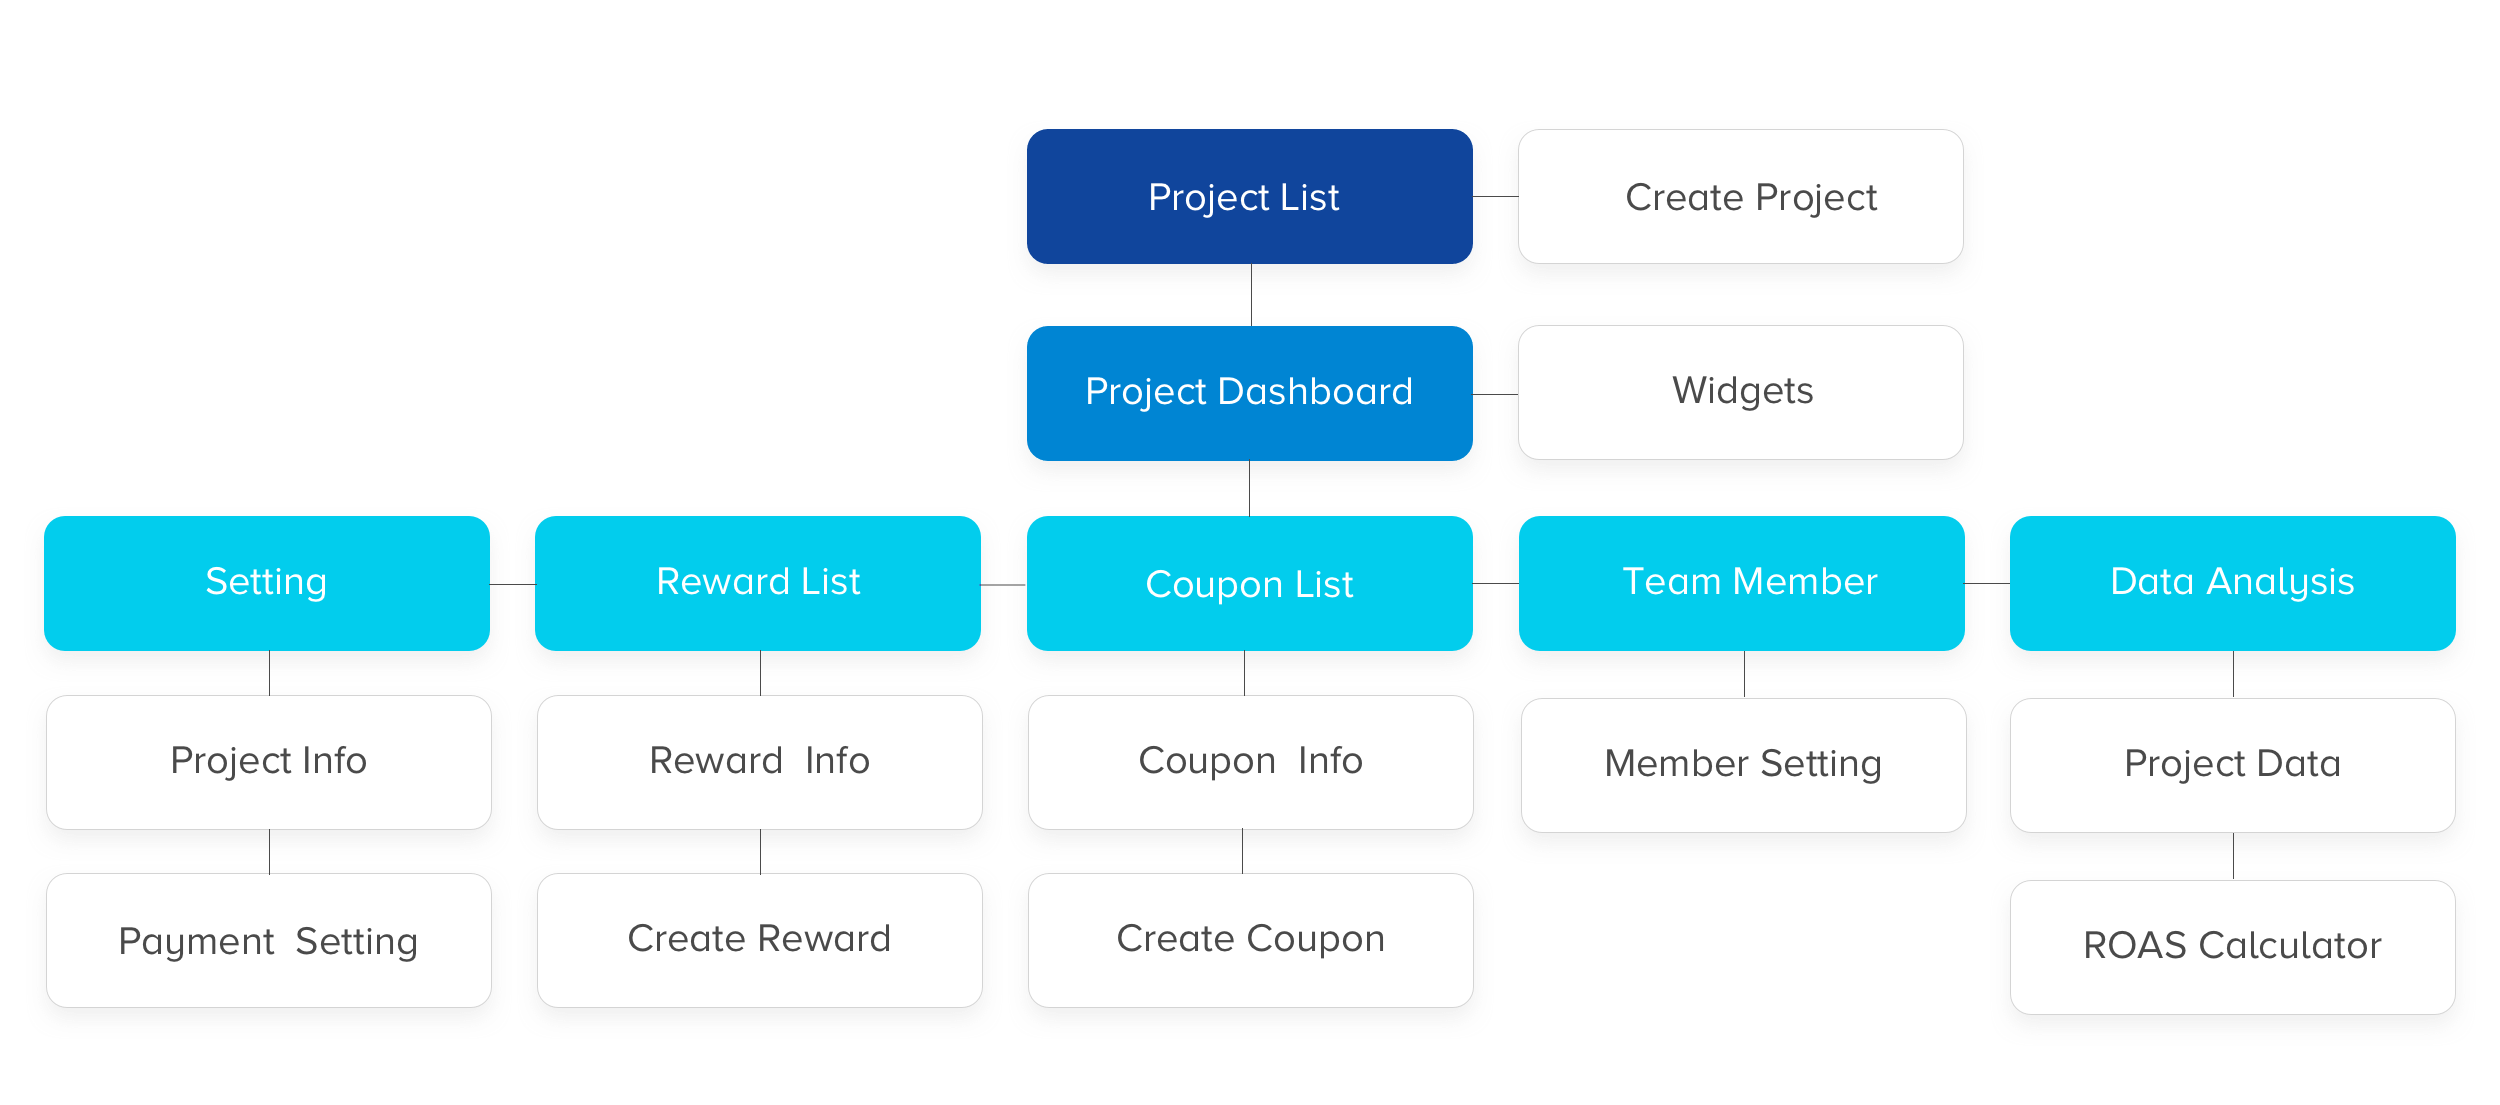 Project List
Create Project
Project Dashboard
Widgets
Setting
Reward List
Coupon List
Team Member
Data Analysis
Project Info
Reward Info
Coupon Info
Member Setting
Project Data
Payment Setting
Create Reward
Create Coupon
ROAS Calculator